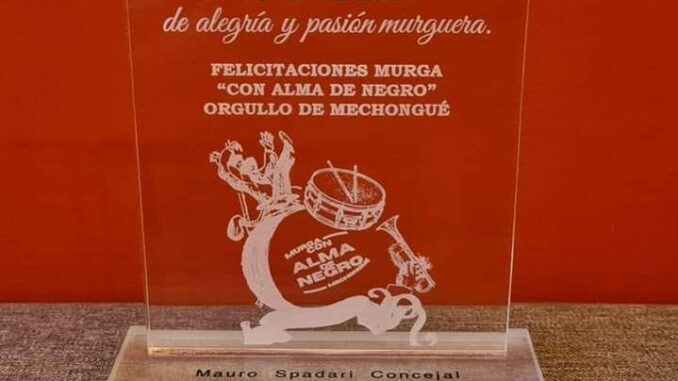 de alegría y pasión murguera.
FELICITACIONES MURGA
“CON ALMA DE NEGRO”
ORGULLO DE MECHONGUÉ
MURGA CON
ALMA
DE
NEGRO
MECHONGUÉ
Mauro Spadari Concejal